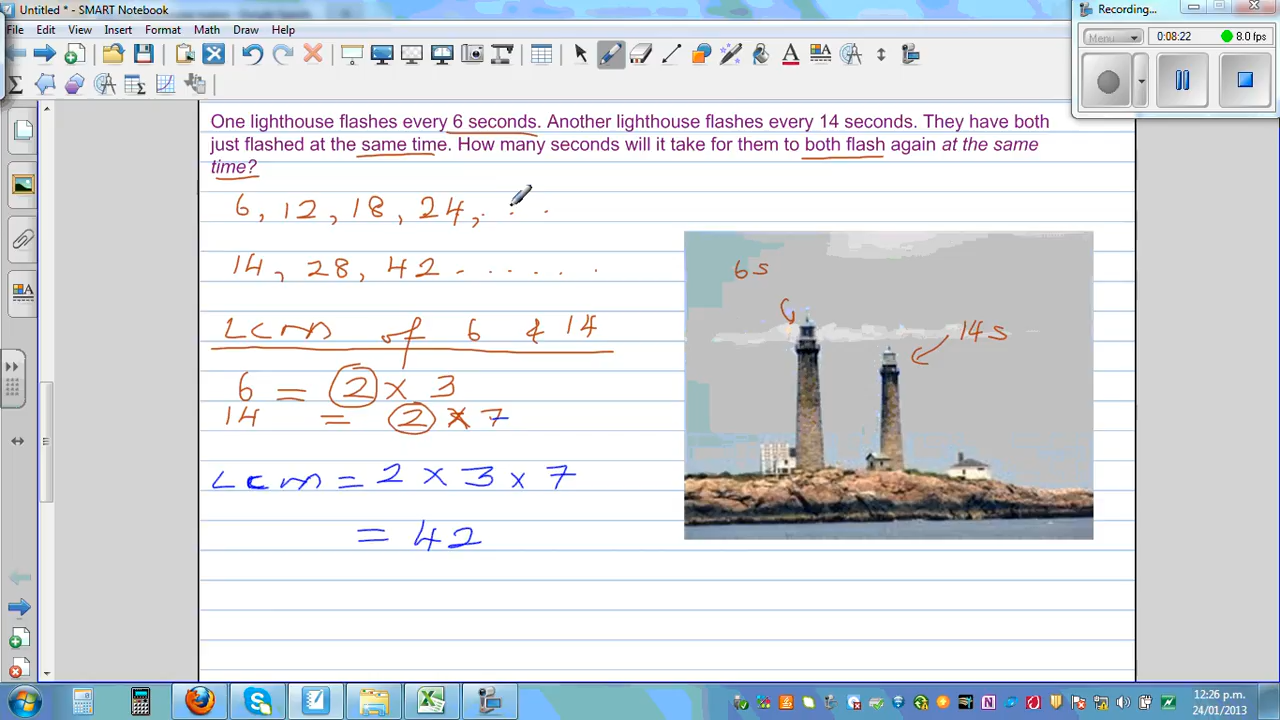 Untitled * - SMART Notebook
Recording...
File Edit View Insert Format Math Draw Help
Menu
0:08:22
8.0 fps
One lighthouse flashes every 6 seconds. Another lighthouse flashes every 14 seconds. They have both
just flashed at the same time. How many seconds will it take for them to both flash again at the same
time?
6, 12, 18, 24, . . .
14, 28, 42 . . . . . .
6s
14s
LCM of 6 & 14
6 = 2 × 3
14 = 2 × 7
LCM = 2 × 3 × 7
= 42
12:26 p.m.
24/01/2013